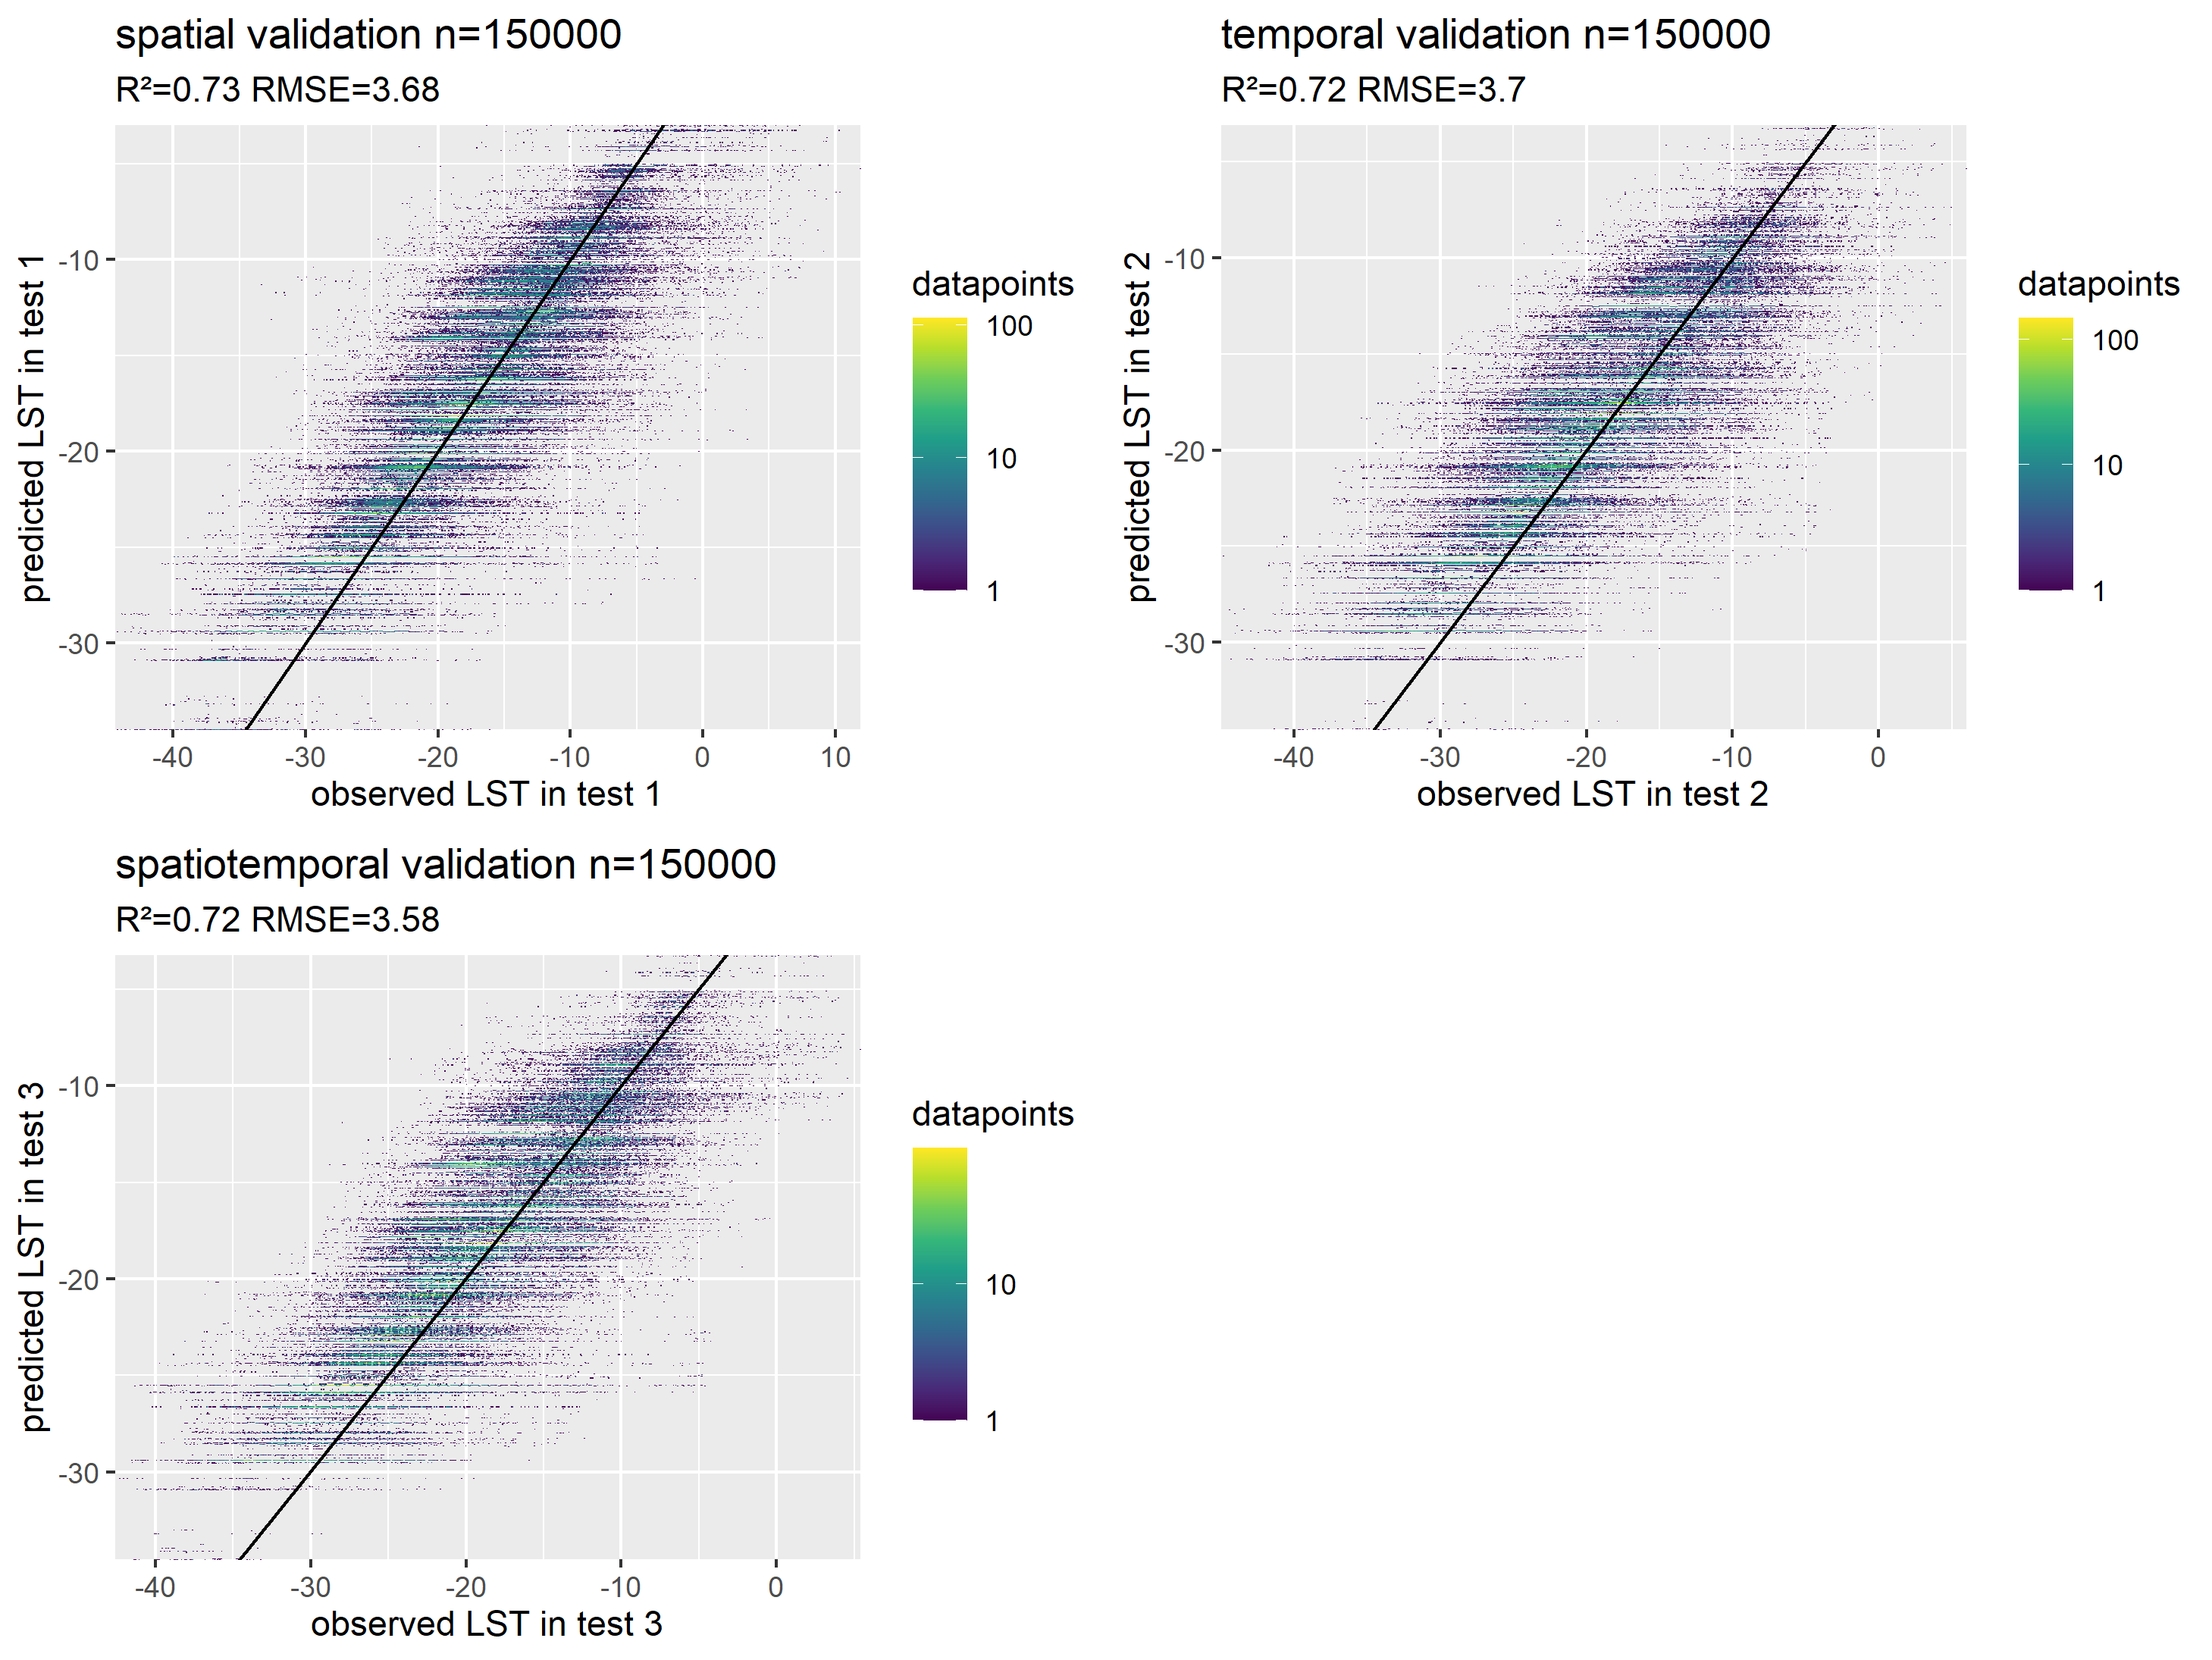 spatial validation n=150000
R²=0.73 RMSE=3.68
predicted LST in test 1
-10
-20
-30
-40 -30 -20 -10 0 10
observed LST in test 1
datapoints
100
10
1
temporal validation n=150000
R²=0.72 RMSE=3.7
predicted LST in test 2
-10
-20
-30
-40 -30 -20 -10 0
observed LST in test 2
datapoints
100
10
1
spatiotemporal validation n=150000
R²=0.72 RMSE=3.58
predicted LST in test 3
-10
-20
-30
-40 -30 -20 -10 0
observed LST in test 3
datapoints
10
1